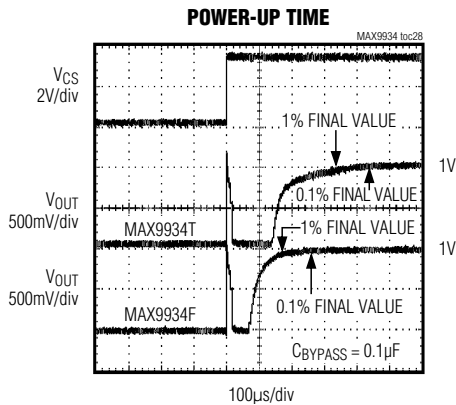 POWER-UP TIME
MAX9934 toc28
VCS
2V/div
1% FINAL VALUE
1V
0.1% FINAL VALUE
VOUT
500mV/div
MAX9934T
1% FINAL VALUE
1V
VOUT
500mV/div
0.1% FINAL VALUE
MAX9934F
CBYPASS = 0.1µF
100µs/div